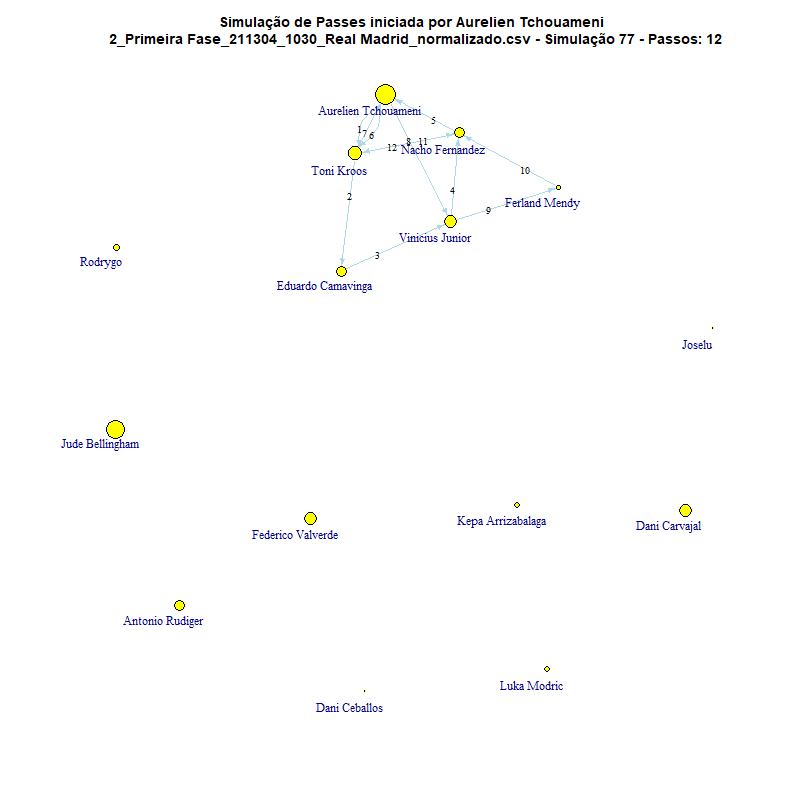 Simulação de Passes iniciada por Aurelien Tchouameni
2_Primeira Fase_211304_1030_Real Madrid_normalizado.csv - Simulação 77 - Passos: 12
Aurelien Tchouameni
5
1
7
6
8
11
12
Nacho Fernandez
Toni Kroos
10
2
4
Ferland Mendy
9
Vinicius Junior
3
Rodrygo
Eduardo Camavinga
Joselu
Jude Bellingham
Kepa Arrizabalaga
Dani Carvajal
Federico Valverde
Antonio Rudiger
Luka Modric
Dani Ceballos